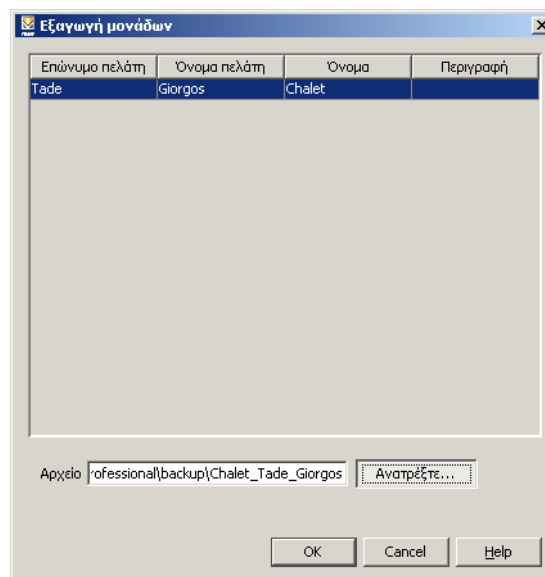 Εξαγωγή μονάδων
Επώνυμο πελάτη Όνομα πελάτη Όνομα Περιγραφή
Tade Giorgos Chalet
Αρχείο rofessional\backup\Chalet_Tade_Giorgos Ανατρέξτε...
OK Cancel Help